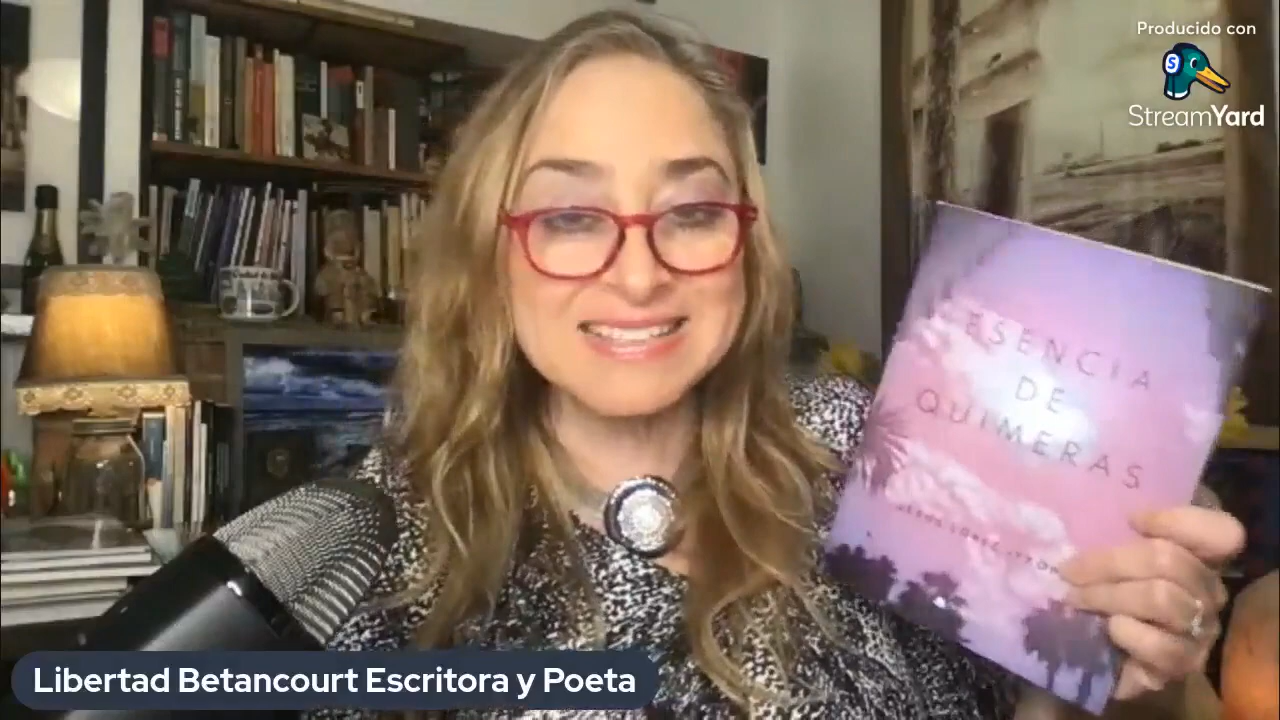 Producido con
StreamYard
ESENCIA
DE
QUIMERAS
Libertad Betancourt Escritora y Poeta